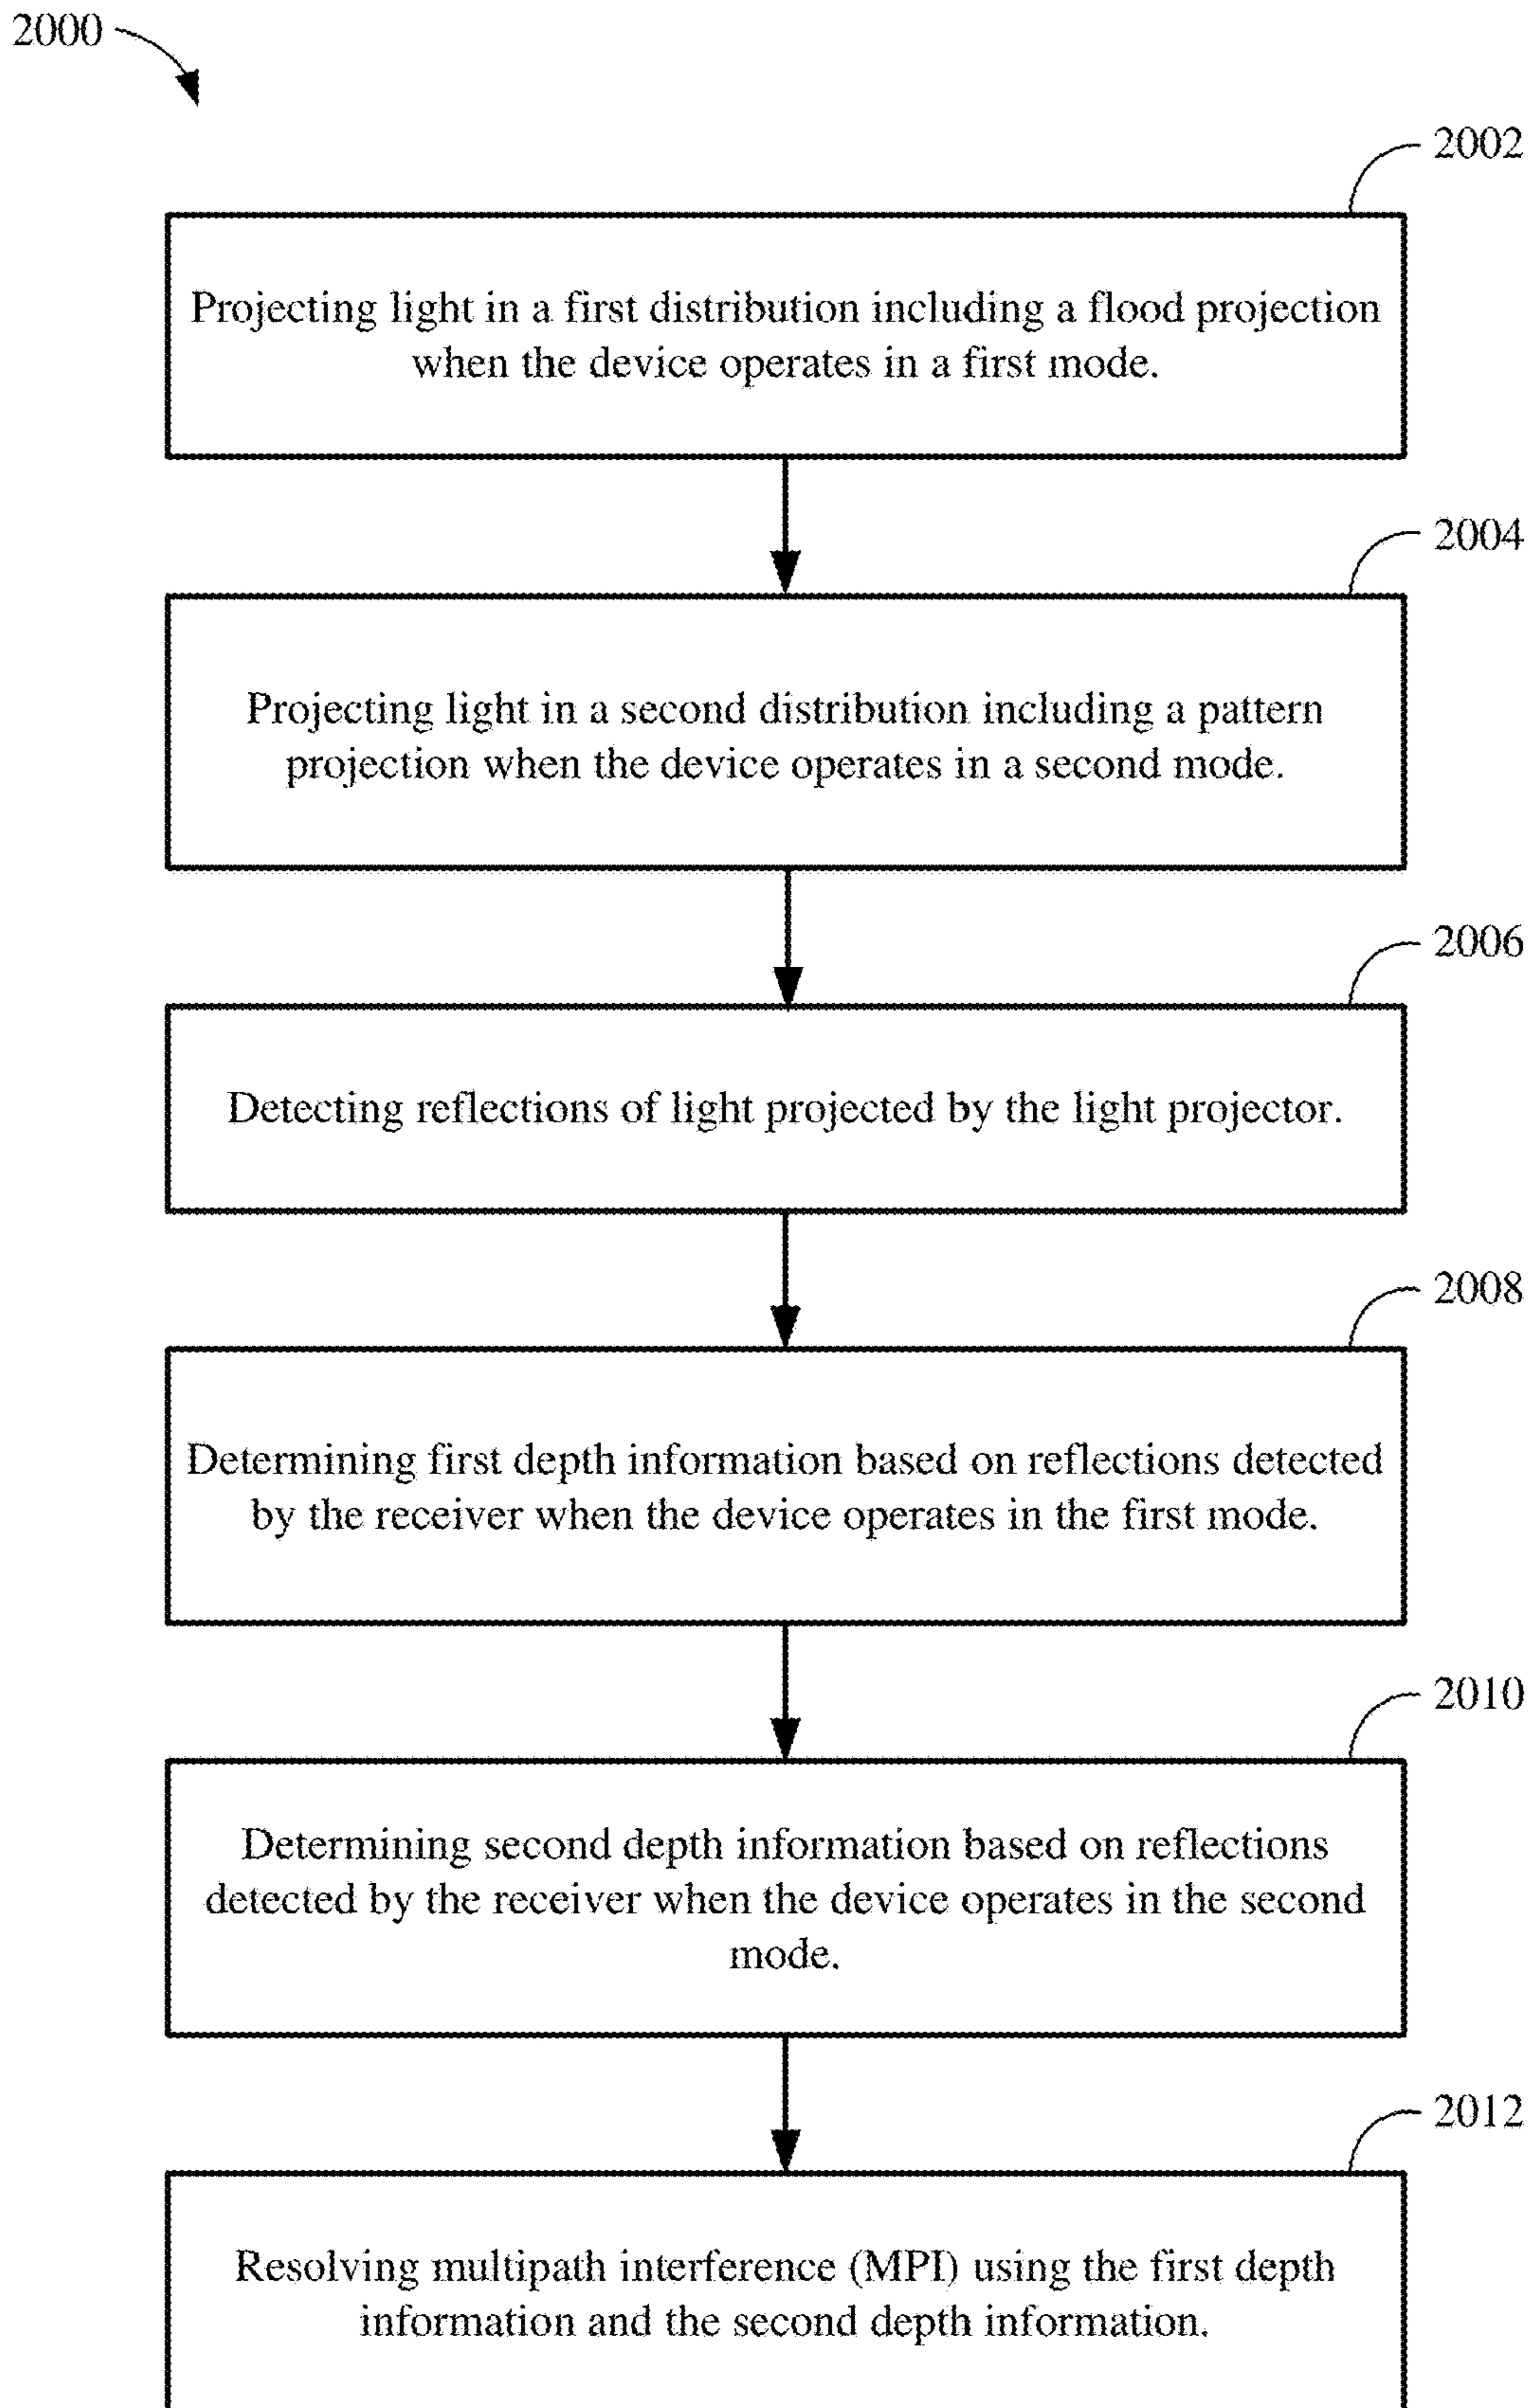 2000
2002
Projecting light in a first distribution including a flood projection
when the device operates in a first mode.
2004
Projecting light in a second distribution including a pattern
projection when the device operates in a second mode.
2006
Detecting reflections of light projected by the light projector.
2008
Determining first depth information based on reflections detected
by the receiver when the device operates in the first mode.
2010
Determining second depth information based on reflections
detected by the receiver when the device operates in the second
mode.
2012
Resolving multipath interference (MPI) using the first depth
information and the second depth information.